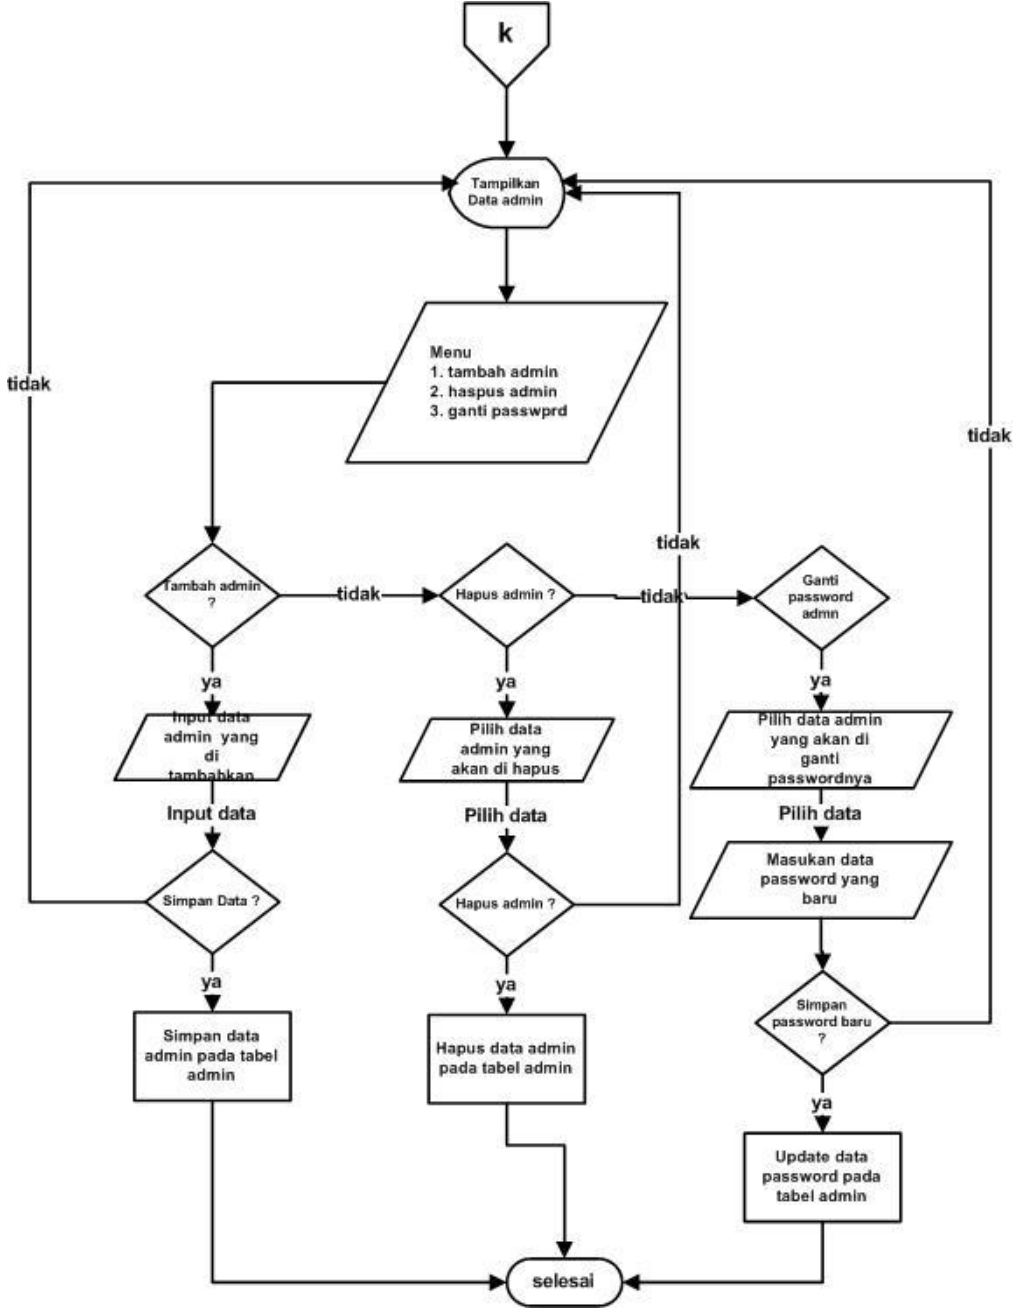 k
Tampilkan
Data admin
Menu
1. tambah admin
2. haspus admin
3. ganti passwprd
tidak
tidak
tidak
Tambah admin
?
tidak
Hapus admin ?
tidak
Ganti
password
admn
ya
ya
ya
Input data
admin yang
di
tambahkan
Pilih data
admin yang
akan di hapus
Pilih data admin
yang akan di
ganti
passwordnya
Input data
Pilih data
Pilih data
Masukan data
password yang
baru
Simpan Data ?
Hapus admin ?
ya
ya
Simpan
password baru
?
Simpan data
admin pada tabel
admin
Hapus data admin
pada tabel admin
ya
Update data
password pada
tabel admin
selesai